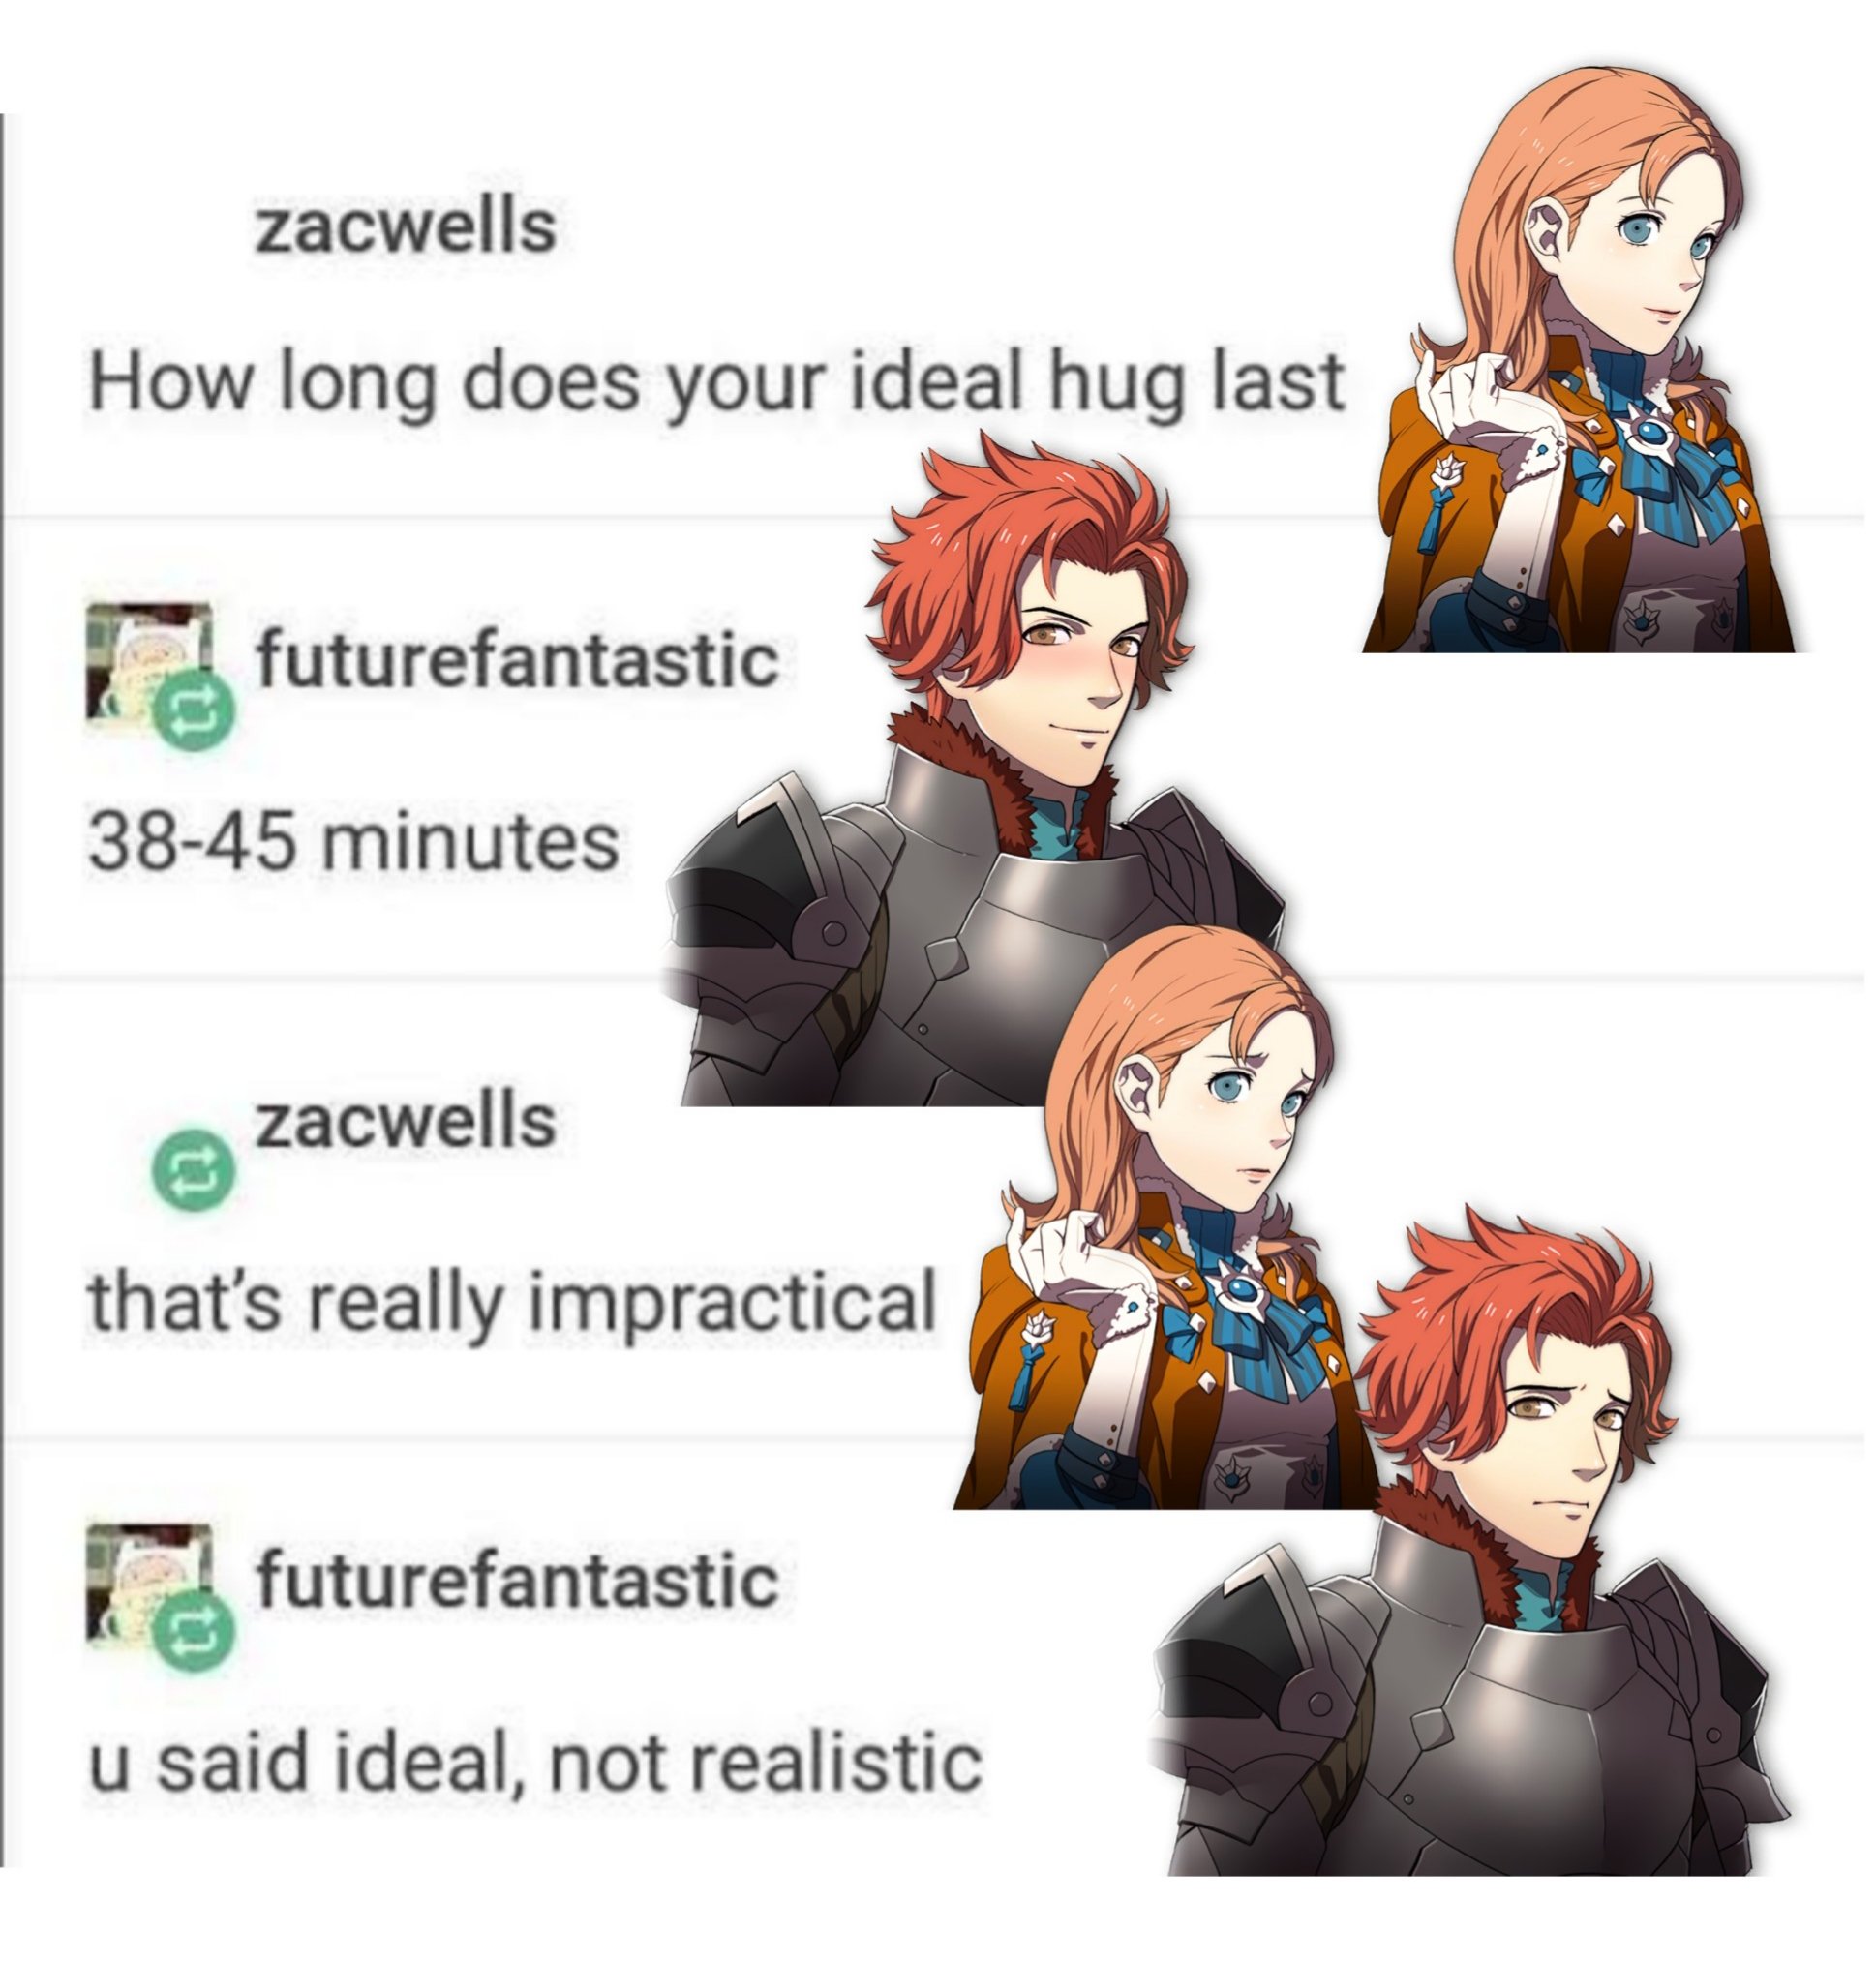 zacwells
How long does your ideal hug last
futurefantastic
38-45 minutes
zacwells
that’s really impractical
futurefantastic
u said ideal, not realistic